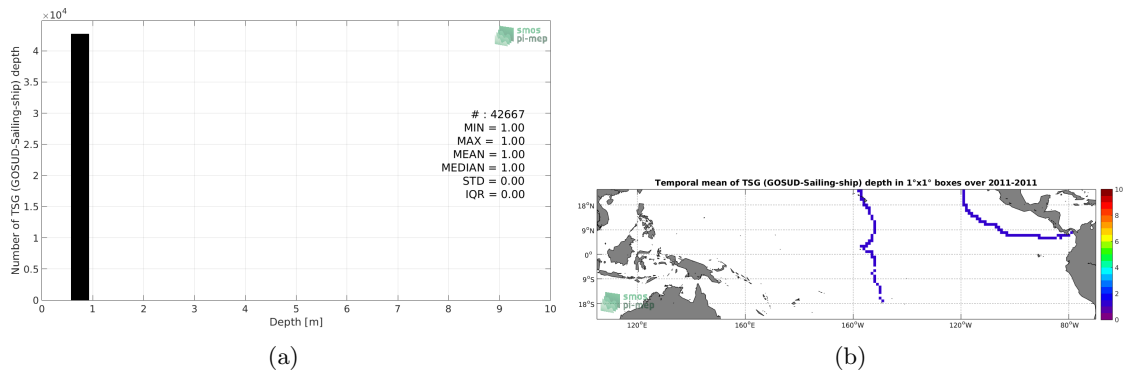 ×10⁴
4
3.5
3
2.5
2
1.5
1
0.5
0
Number of TSG (GOSUD-Sailing-ship) depth
smos
pi-mep
# : 42667
MIN = 1.00
MAX = 1.00
MEAN = 1.00
MEDIAN = 1.00
STD = 0.00
IQR = 0.00
0 1 2 3 4 5 6 7 8 9 10
Depth [m]
(a)
Temporal mean of TSG (GOSUD-Sailing-ship) depth in 1°x1° boxes over 2011-2011
18°N
9°N
0°
9°S
18°S
smos
pi-mep
120°E 160°E 160°W 120°W 80°W
10
8
6
4
2
0
(b)